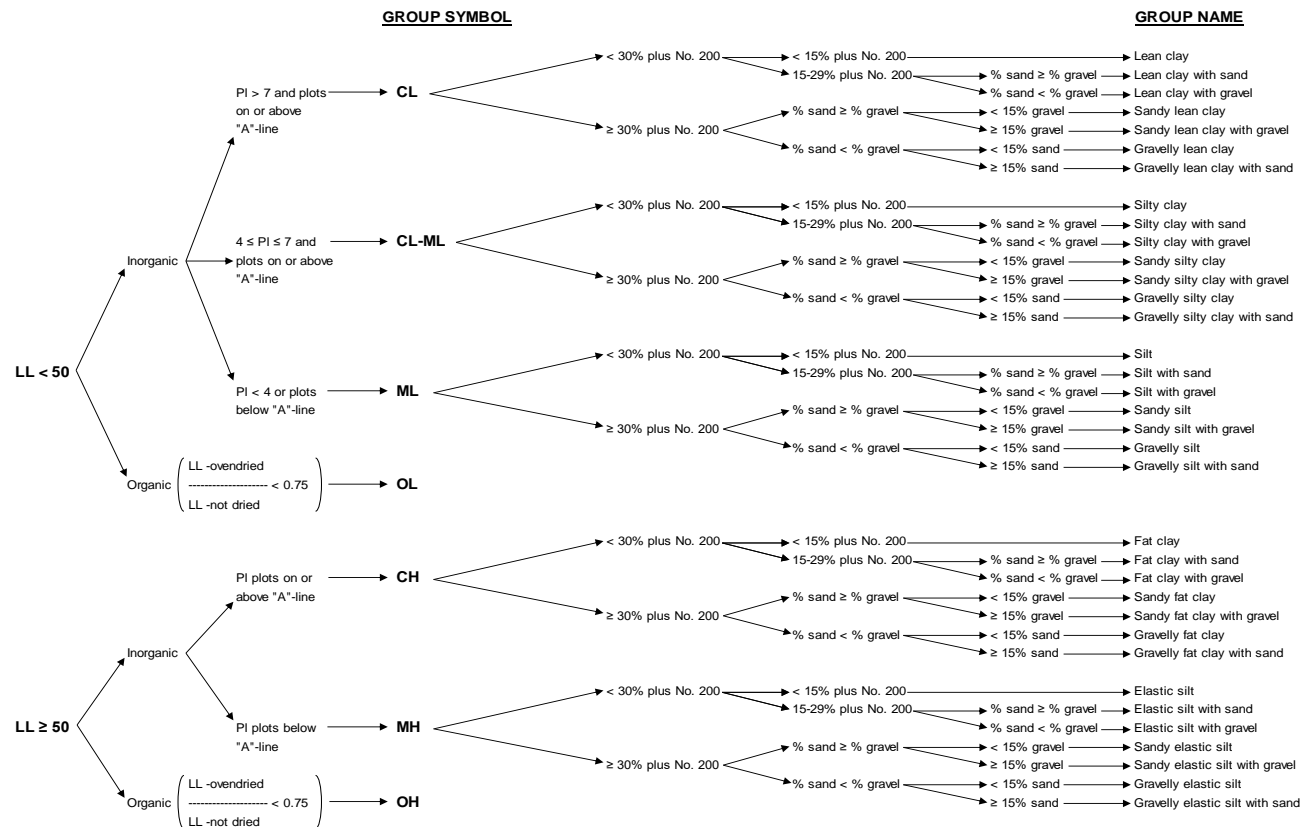 GROUP SYMBOL GROUP NAME
< 30% plus No. 200 < 15% plus No. 200 Lean clay
15-29% plus No. 200 % sand ≥ % gravel Lean clay with sand
PI > 7 and plots CL % sand < % gravel Lean clay with gravel
on or above
"A"-line
≥ 30% plus No. 200 % sand ≥ % gravel < 15% gravel Sandy lean clay
≥ 15% gravel Sandy lean clay with gravel
% sand < % gravel < 15% sand Gravelly lean clay
≥ 15% sand Gravelly lean clay with sand
< 30% plus No. 200 < 15% plus No. 200 Silty clay
15-29% plus No. 200 % sand ≥ % gravel Silty clay with sand
Inorganic 4 ≤ PI ≤ 7 and CL-ML % sand < % gravel Silty clay with gravel
plots on or above
"A"-line
≥ 30% plus No. 200 % sand ≥ % gravel < 15% gravel Sandy silty clay
≥ 15% gravel Sandy silty clay with gravel
% sand < % gravel < 15% sand Gravelly silty clay
≥ 15% sand Gravelly silty clay with sand
< 30% plus No. 200 < 15% plus No. 200 Silt
LL < 50 15-29% plus No. 200 % sand ≥ % gravel Silt with sand
PI < 4 or plots ML % sand < % gravel Silt with gravel
below "A"-line
≥ 30% plus No. 200 % sand ≥ % gravel < 15% gravel Sandy silt
≥ 15% gravel Sandy silt with gravel
% sand < % gravel < 15% sand Gravelly silt
≥ 15% sand Gravelly silt with sand
LL -ovendried
Organic -------------------- < 0.75 OL
LL -not dried
< 30% plus No. 200 < 15% plus No. 200 Fat clay
15-29% plus No. 200 % sand ≥ % gravel Fat clay with sand
PI plots on or CH % sand < % gravel Fat clay with gravel
above "A"-line
≥ 30% plus No. 200 % sand ≥ % gravel < 15% gravel Sandy fat clay
≥ 15% gravel Sandy fat clay with gravel
% sand < % gravel < 15% sand Gravelly fat clay
Inorganic ≥ 15% sand Gravelly fat clay with sand
< 30% plus No. 200 < 15% plus No. 200 Elastic silt
15-29% plus No. 200 % sand ≥ % gravel Elastic silt with sand
LL ≥ 50 PI plots below MH % sand < % gravel Elastic silt with gravel
"A"-line
≥ 30% plus No. 200 % sand ≥ % gravel < 15% gravel Sandy elastic silt
≥ 15% gravel Sandy elastic silt with gravel
% sand < % gravel < 15% sand Gravelly elastic silt
≥ 15% sand Gravelly elastic silt with sand
LL -ovendried
Organic -------------------- < 0.75 OH
LL -not dried